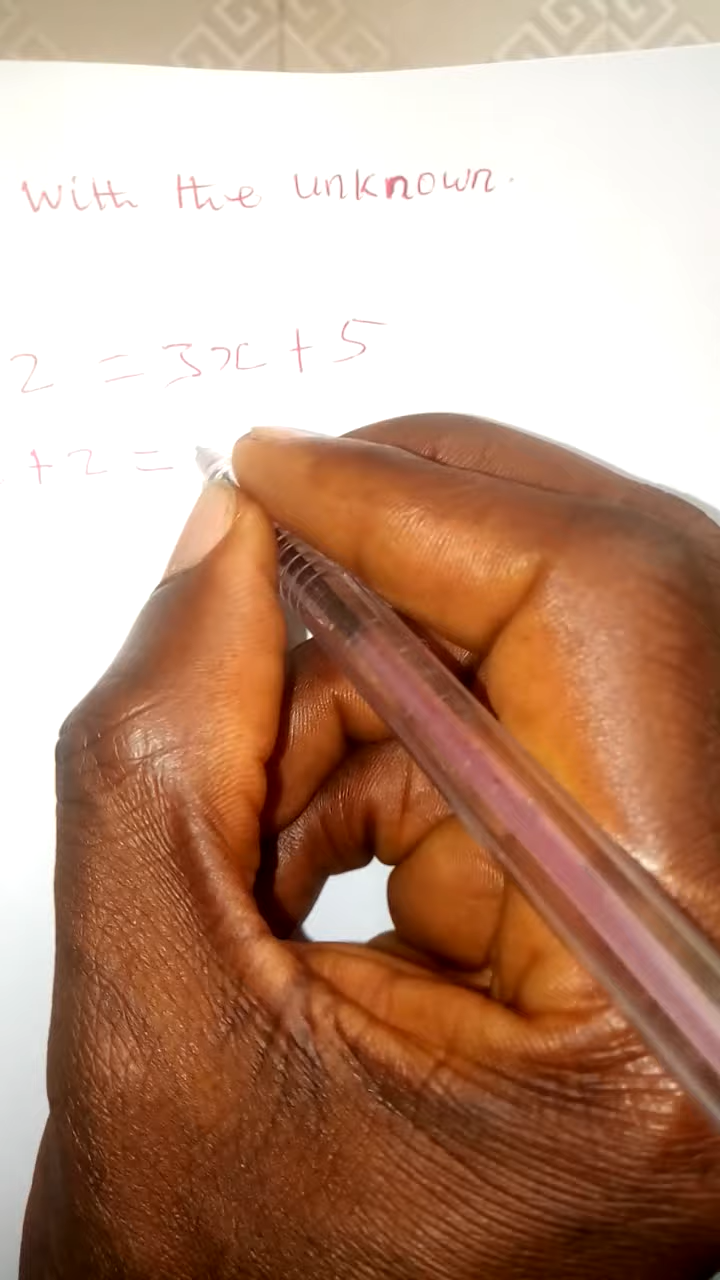 With the unknown.
2 = 3x + 5
+ 2 =